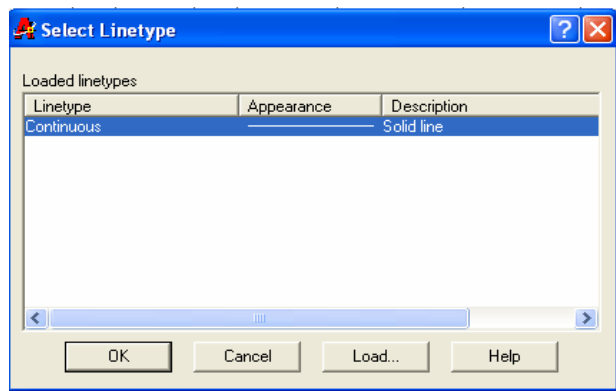 Select Linetype
Loaded linetypes
Linetype Appearance Description
Continuous Solid line
OK Cancel Load... Help